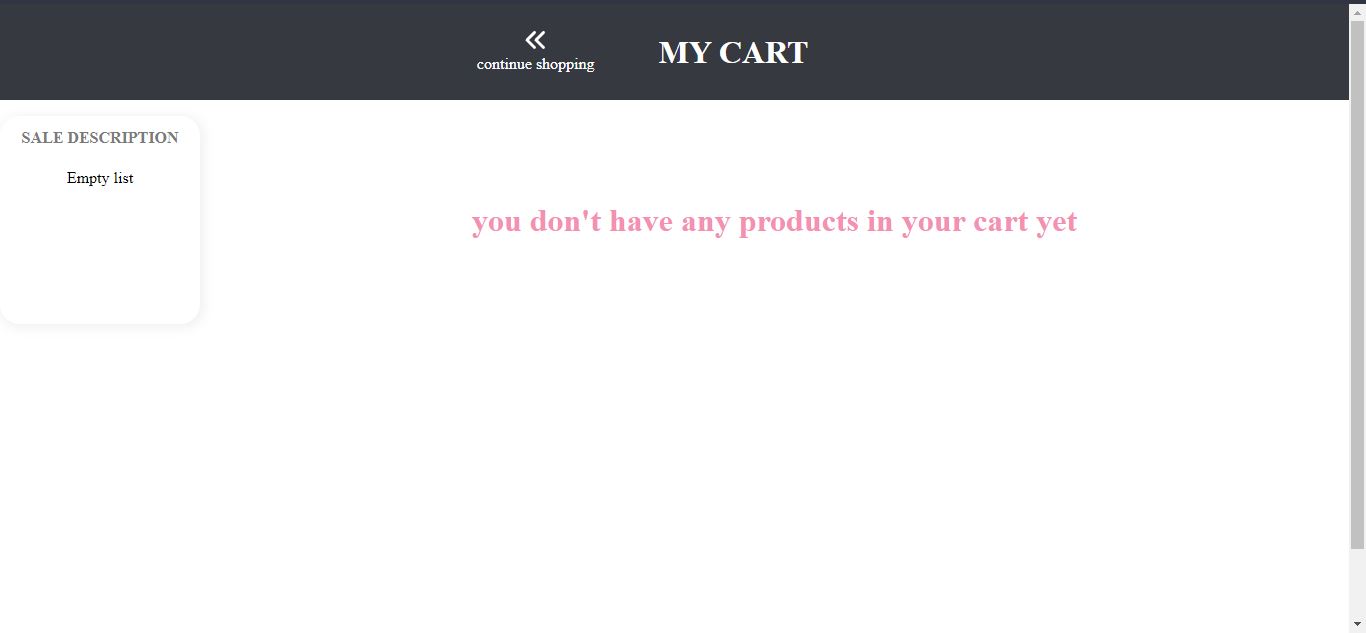 continue shopping
MY CART
SALE DESCRIPTION
Empty list
you don't have any products in your cart yet